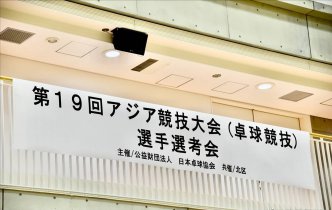 第19回アジア競技大会(卓球競技)
選手選考会
主催/公益財団法人 日本卓球協会 共催/北区